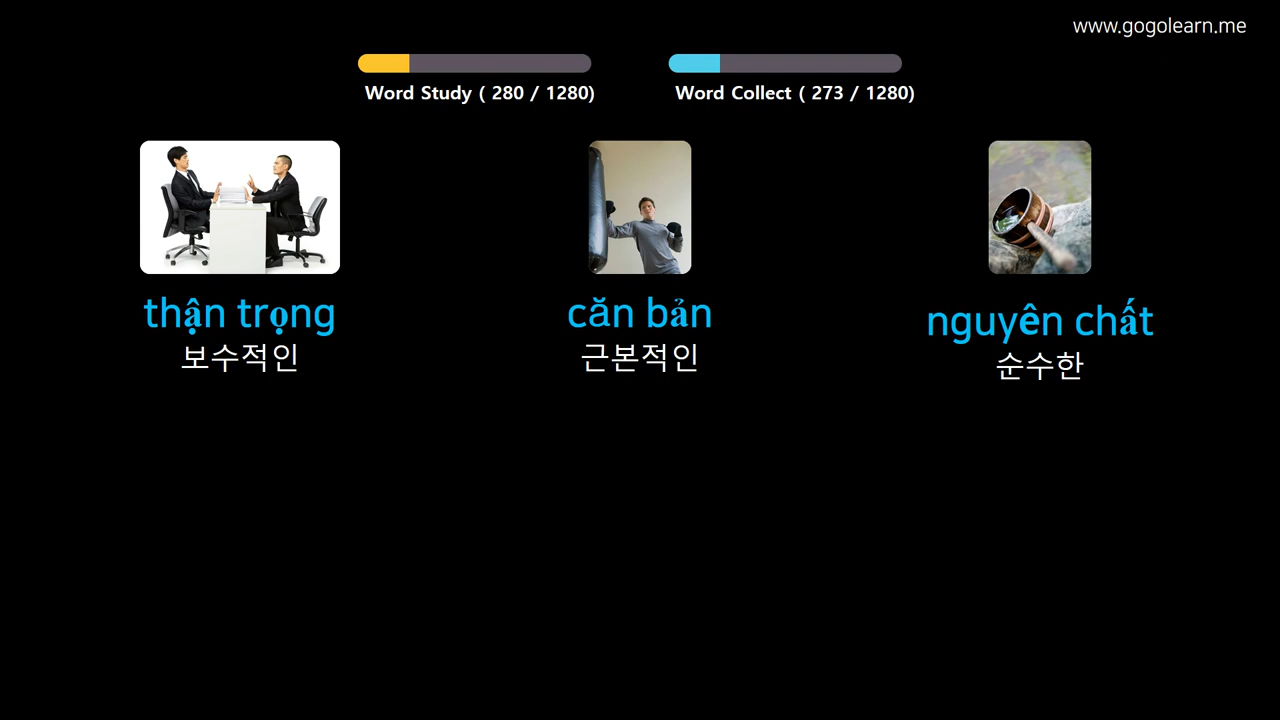 www.gogolearn.me
Word Study ( 280 / 1280)
Word Collect ( 273 / 1280)
thận trọng
보수적인
căn bản
근본적인
nguyên chất
순수한